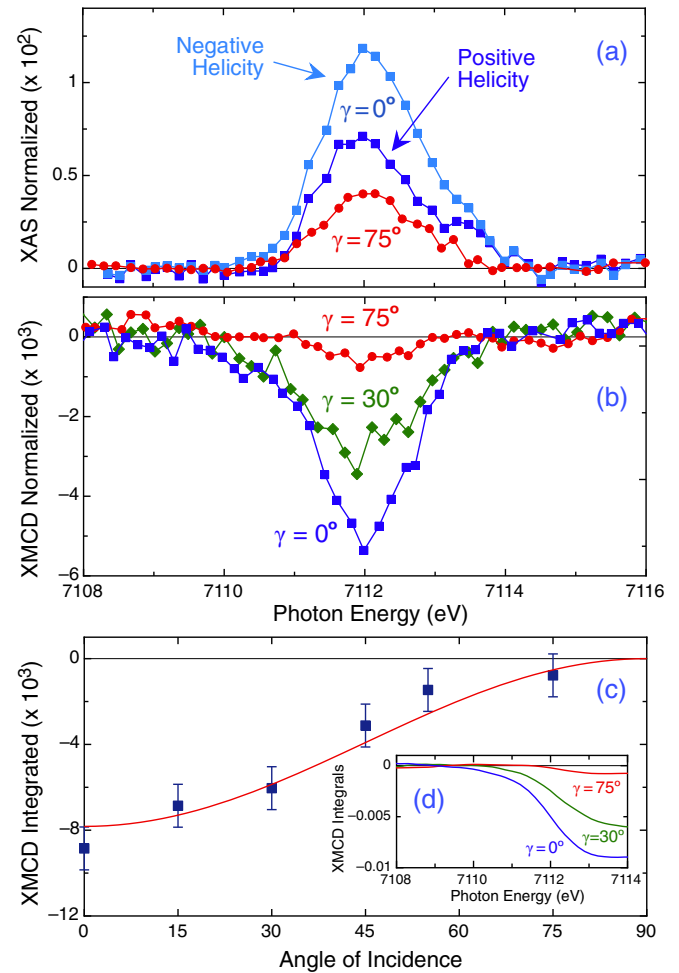 (a)
XAS Normalized (x 10²)
1
0.5
0
Negative
Helicity
Positive
Helicity
γ = 0°
γ = 75°
(b)
XMCD Normalized (x 10³)
0
−2
−4
−6
γ = 75°
γ = 30°
γ = 0°
7108 7110 7112 7114 7116
Photon Energy (eV)
(c)
XMCD Integrated (x 10³)
0
−4
−8
−12
(d)
XMCD Integrals
0
−0.005
−0.01
γ = 75°
γ=30°
γ = 0°
7108 7110 7112 7114
Photon Energy (eV)
0 15 30 45 60 75 90
Angle of Incidence